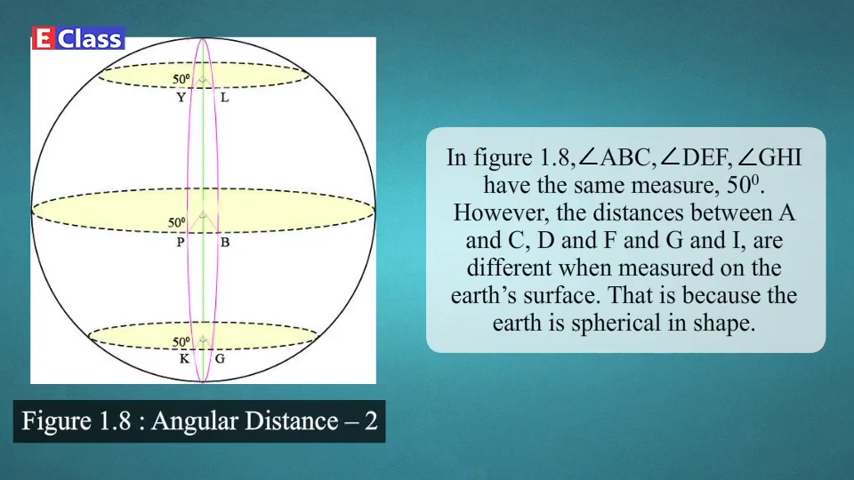 E Class
50⁰
Y L
50⁰
P B
50⁰
K G
Figure 1.8 : Angular Distance – 2
In figure 1.8,∠ABC,∠DEF,∠GHI
have the same measure, 50⁰.
However, the distances between A
and C, D and F and G and I, are
different when measured on the
earth's surface. That is because the
earth is spherical in shape.